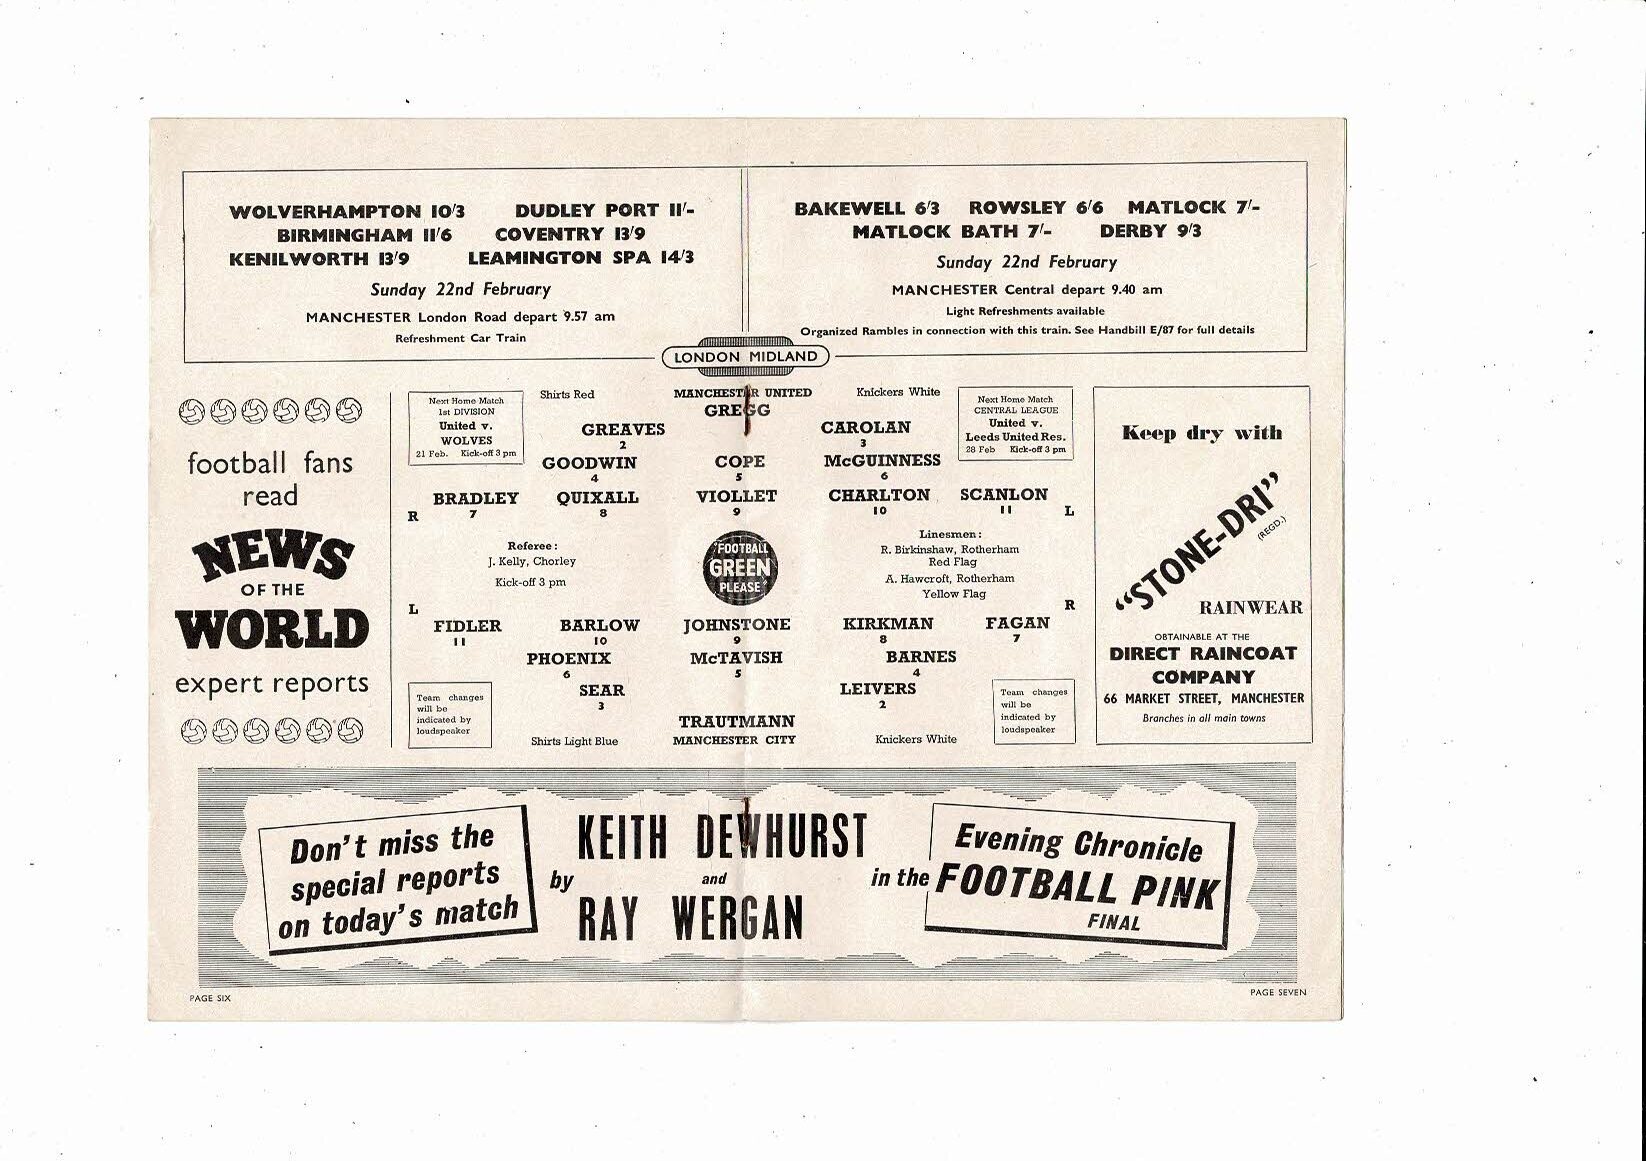 WOLVERHAMPTON 10/3 DUDLEY PORT 11/-
BIRMINGHAM 11/6 COVENTRY 13/9
KENILWORTH 13/9 LEAMINGTON SPA 14/3
Sunday 22nd February
MANCHESTER London Road depart 9.57 am
Refreshment Car Train
BAKEWELL 6/3 ROWSLEY 6/6 MATLOCK 7/-
MATLOCK BATH 7/- DERBY 9/3
Sunday 22nd February
MANCHESTER Central depart 9.40 am
Light Refreshments available
Organized Rambles in connection with this train. See Handbill E/87 for full details
LONDON MIDLAND
football fans
read
NEWS
OF THE
WORLD
expert reports
Next Home Match
1st DIVISION
United v.
WOLVES
21 Feb. Kick-off 3 pm
Shirts Red
MANCHESTER UNITED
Knickers White
Next Home Match
CENTRAL LEAGUE
United v.
Leeds United Res.
28 Feb Kick-off 3 pm
GREGG
GREAVES
2
CAROLAN
3
GOODWIN
4
COPE
5
McGUINNESS
6
BRADLEY
7
QUIXALL
8
VIOLLET
9
CHARLTON
10
SCANLON
11
R
L
Referee :
J. Kelly, Chorley
Kick-off 3 pm
"FOOTBALL
GREEN
PLEASE"
Linesmen :
R. Birkinshaw, Rotherham
Red Flag
A. Hawcroft, Rotherham
Yellow Flag
L
R
FIDLER
11
BARLOW
10
JOHNSTONE
9
KIRKMAN
8
FAGAN
7
PHOENIX
6
McTAVISH
5
BARNES
4
SEAR
3
LEIVERS
2
TRAUTMANN
Team changes
will be
indicated by
loudspeaker
Shirts Light Blue
MANCHESTER CITY
Knickers White
Team changes
will be
indicated by
loudspeaker
Keep dry with
"STONE-DRI"
(REGD.)
RAINWEAR
OBTAINABLE AT THE
DIRECT RAINCOAT
COMPANY
66 MARKET STREET, MANCHESTER
Branches in all main towns
Don't miss the
special reports
on today's match
by
KEITH DEWHURST
and
RAY WERGAN
in the
Evening Chronicle
FOOTBALL PINK
FINAL
PAGE SIX
PAGE SEVEN